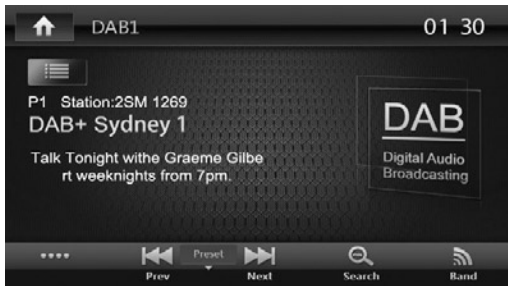 DAB1
01 30
P1 Station:2SM 1269
DAB+ Sydney 1
Talk Tonight withe Graeme Gilbe
rt weeknights from 7pm.
DAB
Digital Audio
Broadcasting
Preset
Prev
Next
Search
Band